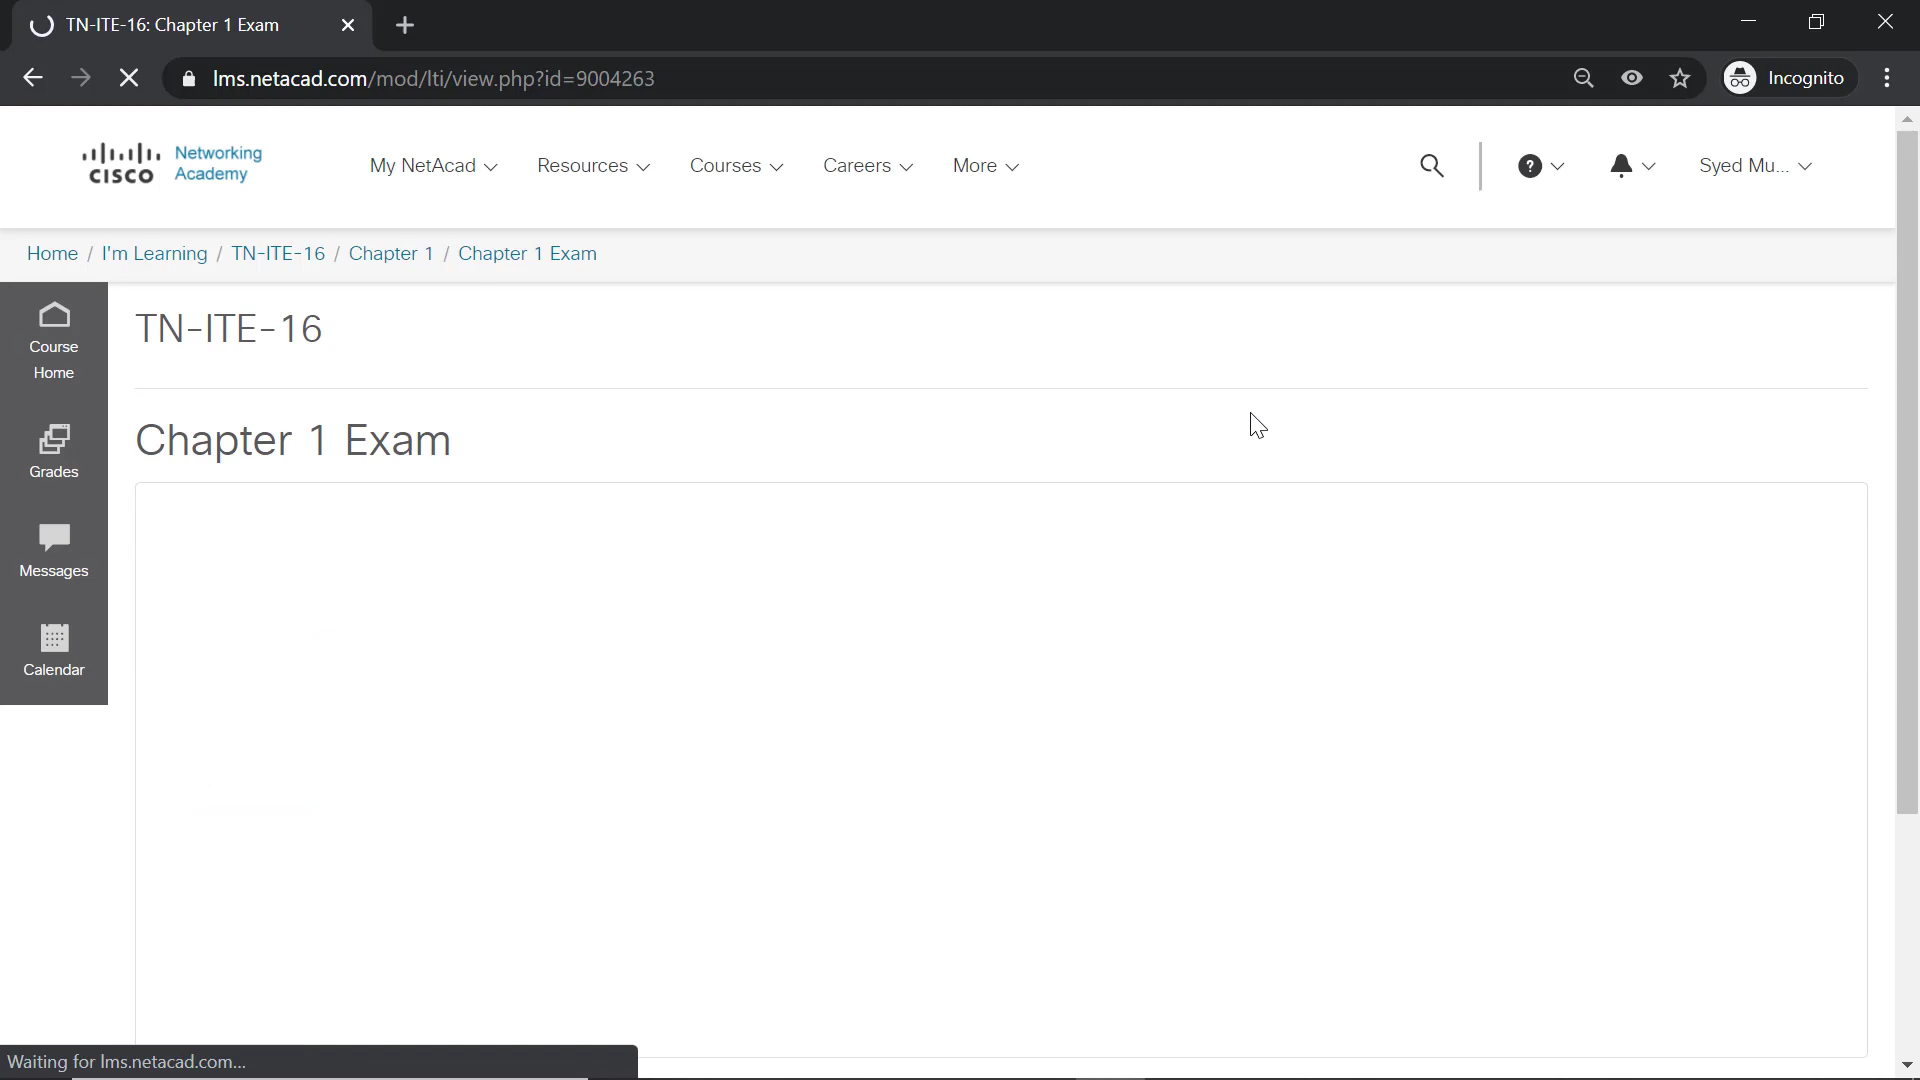 TN-ITE-16: Chapter 1 Exam
lms.netacad.com/mod/lti/view.php?id=9004263
Incognito
cisco
Networking
Academy
My NetAcad
Resources
Courses
Careers
More
Syed Mu...
Home / I'm Learning / TN-ITE-16 / Chapter 1 / Chapter 1 Exam
Course
Home
Grades
Messages
Calendar
TN-ITE-16
Chapter 1 Exam
Waiting for lms.netacad.com...